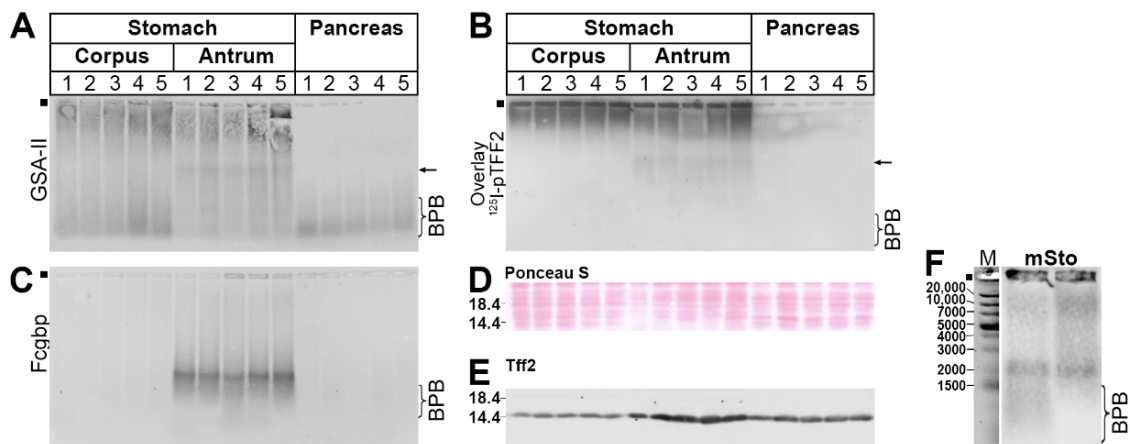 A
Stomach Pancreas
Corpus Antrum
1 2 3 4 5 1 2 3 4 5 1 2 3 4 5
GSA-II
BPB
B
Stomach Pancreas
Corpus Antrum
1 2 3 4 5 1 2 3 4 5 1 2 3 4 5
Overlay
¹²⁵I-pTFF2
BPB
C
Fcgbp
BPB
D Ponceau S
18.4
14.4
E Tff2
18.4
14.4
F M mSto
20,000
10,000
7000
5000
4000
3000
2000
1500
BPB